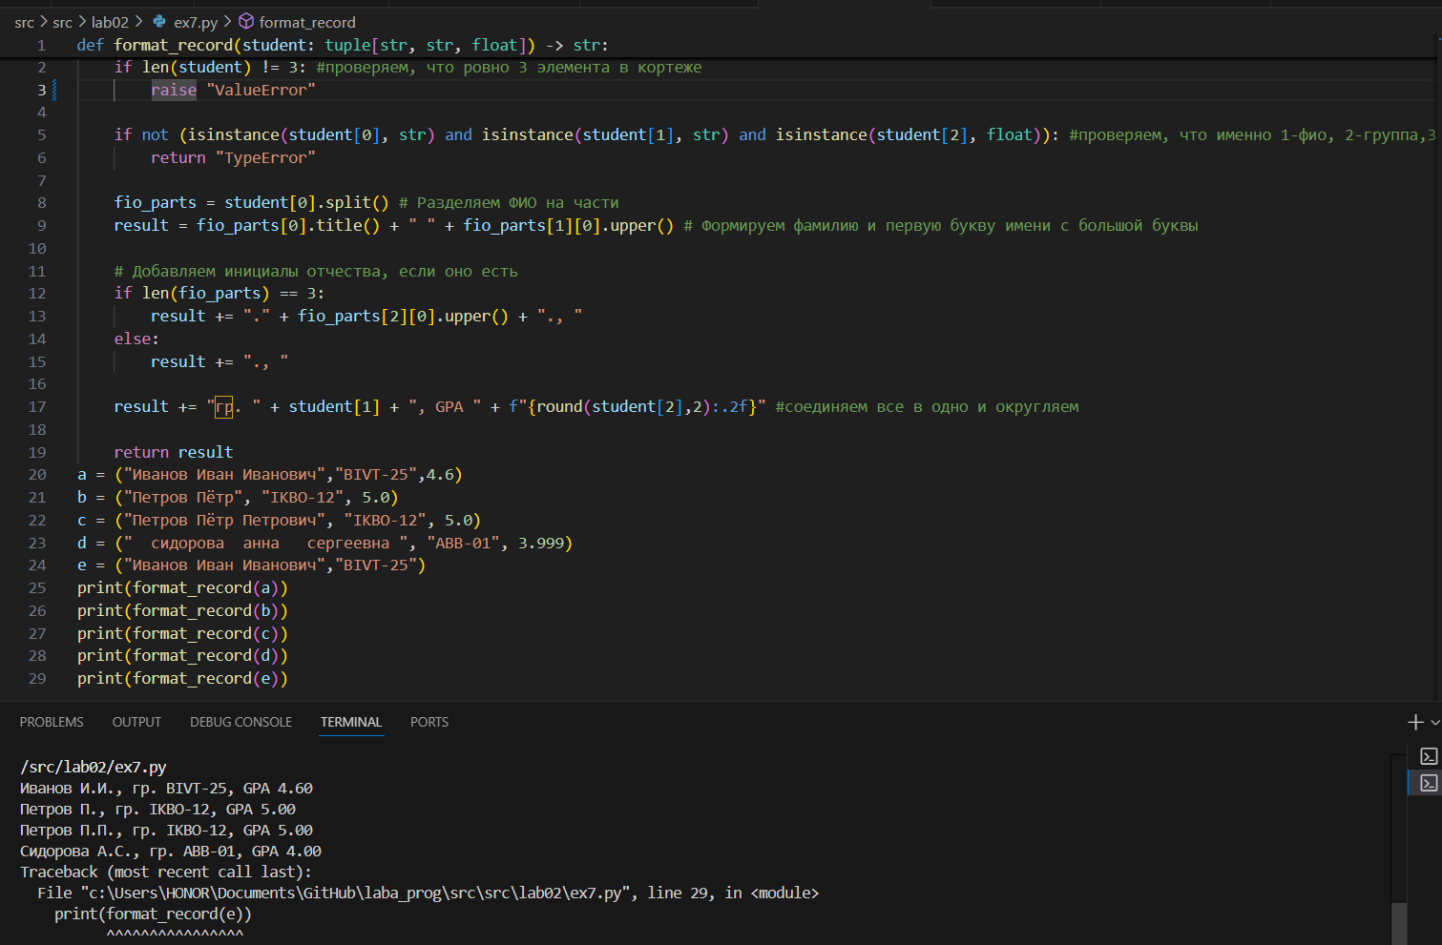 src > src > lab02 > ex7.py > format_record
1 def format_record(student: tuple[str, str, float]) -> str:
2 if len(student) != 3: #проверяем, что ровно 3 элемента в кортеже
3 raise "ValueError"
4
5 if not (isinstance(student[0], str) and isinstance(student[1], str) and isinstance(student[2], float)): #проверяем, что именно 1-фио, 2-группа,3
6 return "TypeError"
7
8 fio_parts = student[0].split() # Разделяем ФИО на части
9 result = fio_parts[0].title() + " " + fio_parts[1][0].upper() # Формируем фамилию и первую букву имени с большой буквы
10
11 # Добавляем инициалы отчества, если оно есть
12 if len(fio_parts) == 3:
13 result += "." + fio_parts[2][0].upper() + "., "
14 else:
15 result += "., "
16
17 result += "гр. " + student[1] + ", GPA " + f"{round(student[2],2):.2f}" #соединяем все в одно и округляем
18
19 return result
20 a = ("Иванов Иван Иванович","BIVT-25",4.6)
21 b = ("Петров Пётр", "IKBO-12", 5.0)
22 c = ("Петров Пётр Петрович", "IKBO-12", 5.0)
23 d = ("  сидорова  анна   сергеевна ", "ABB-01", 3.999)
24 e = ("Иванов Иван Иванович","BIVT-25")
25 print(format_record(a))
26 print(format_record(b))
27 print(format_record(c))
28 print(format_record(d))
29 print(format_record(e))
PROBLEMS OUTPUT DEBUG CONSOLE TERMINAL PORTS
/src/lab02/ex7.py
Иванов И.И., гр. BIVT-25, GPA 4.60
Петров П., гр. IKBO-12, GPA 5.00
Петров П.П., гр. IKBO-12, GPA 5.00
Сидорова А.С., гр. ABB-01, GPA 4.00
Traceback (most recent call last):
File "c:\Users\HONOR\Documents\GitHub\laba_prog\src\src\lab02\ex7.py", line 29, in <module>
print(format_record(e))
^^^^^^^^^^^^^^^^